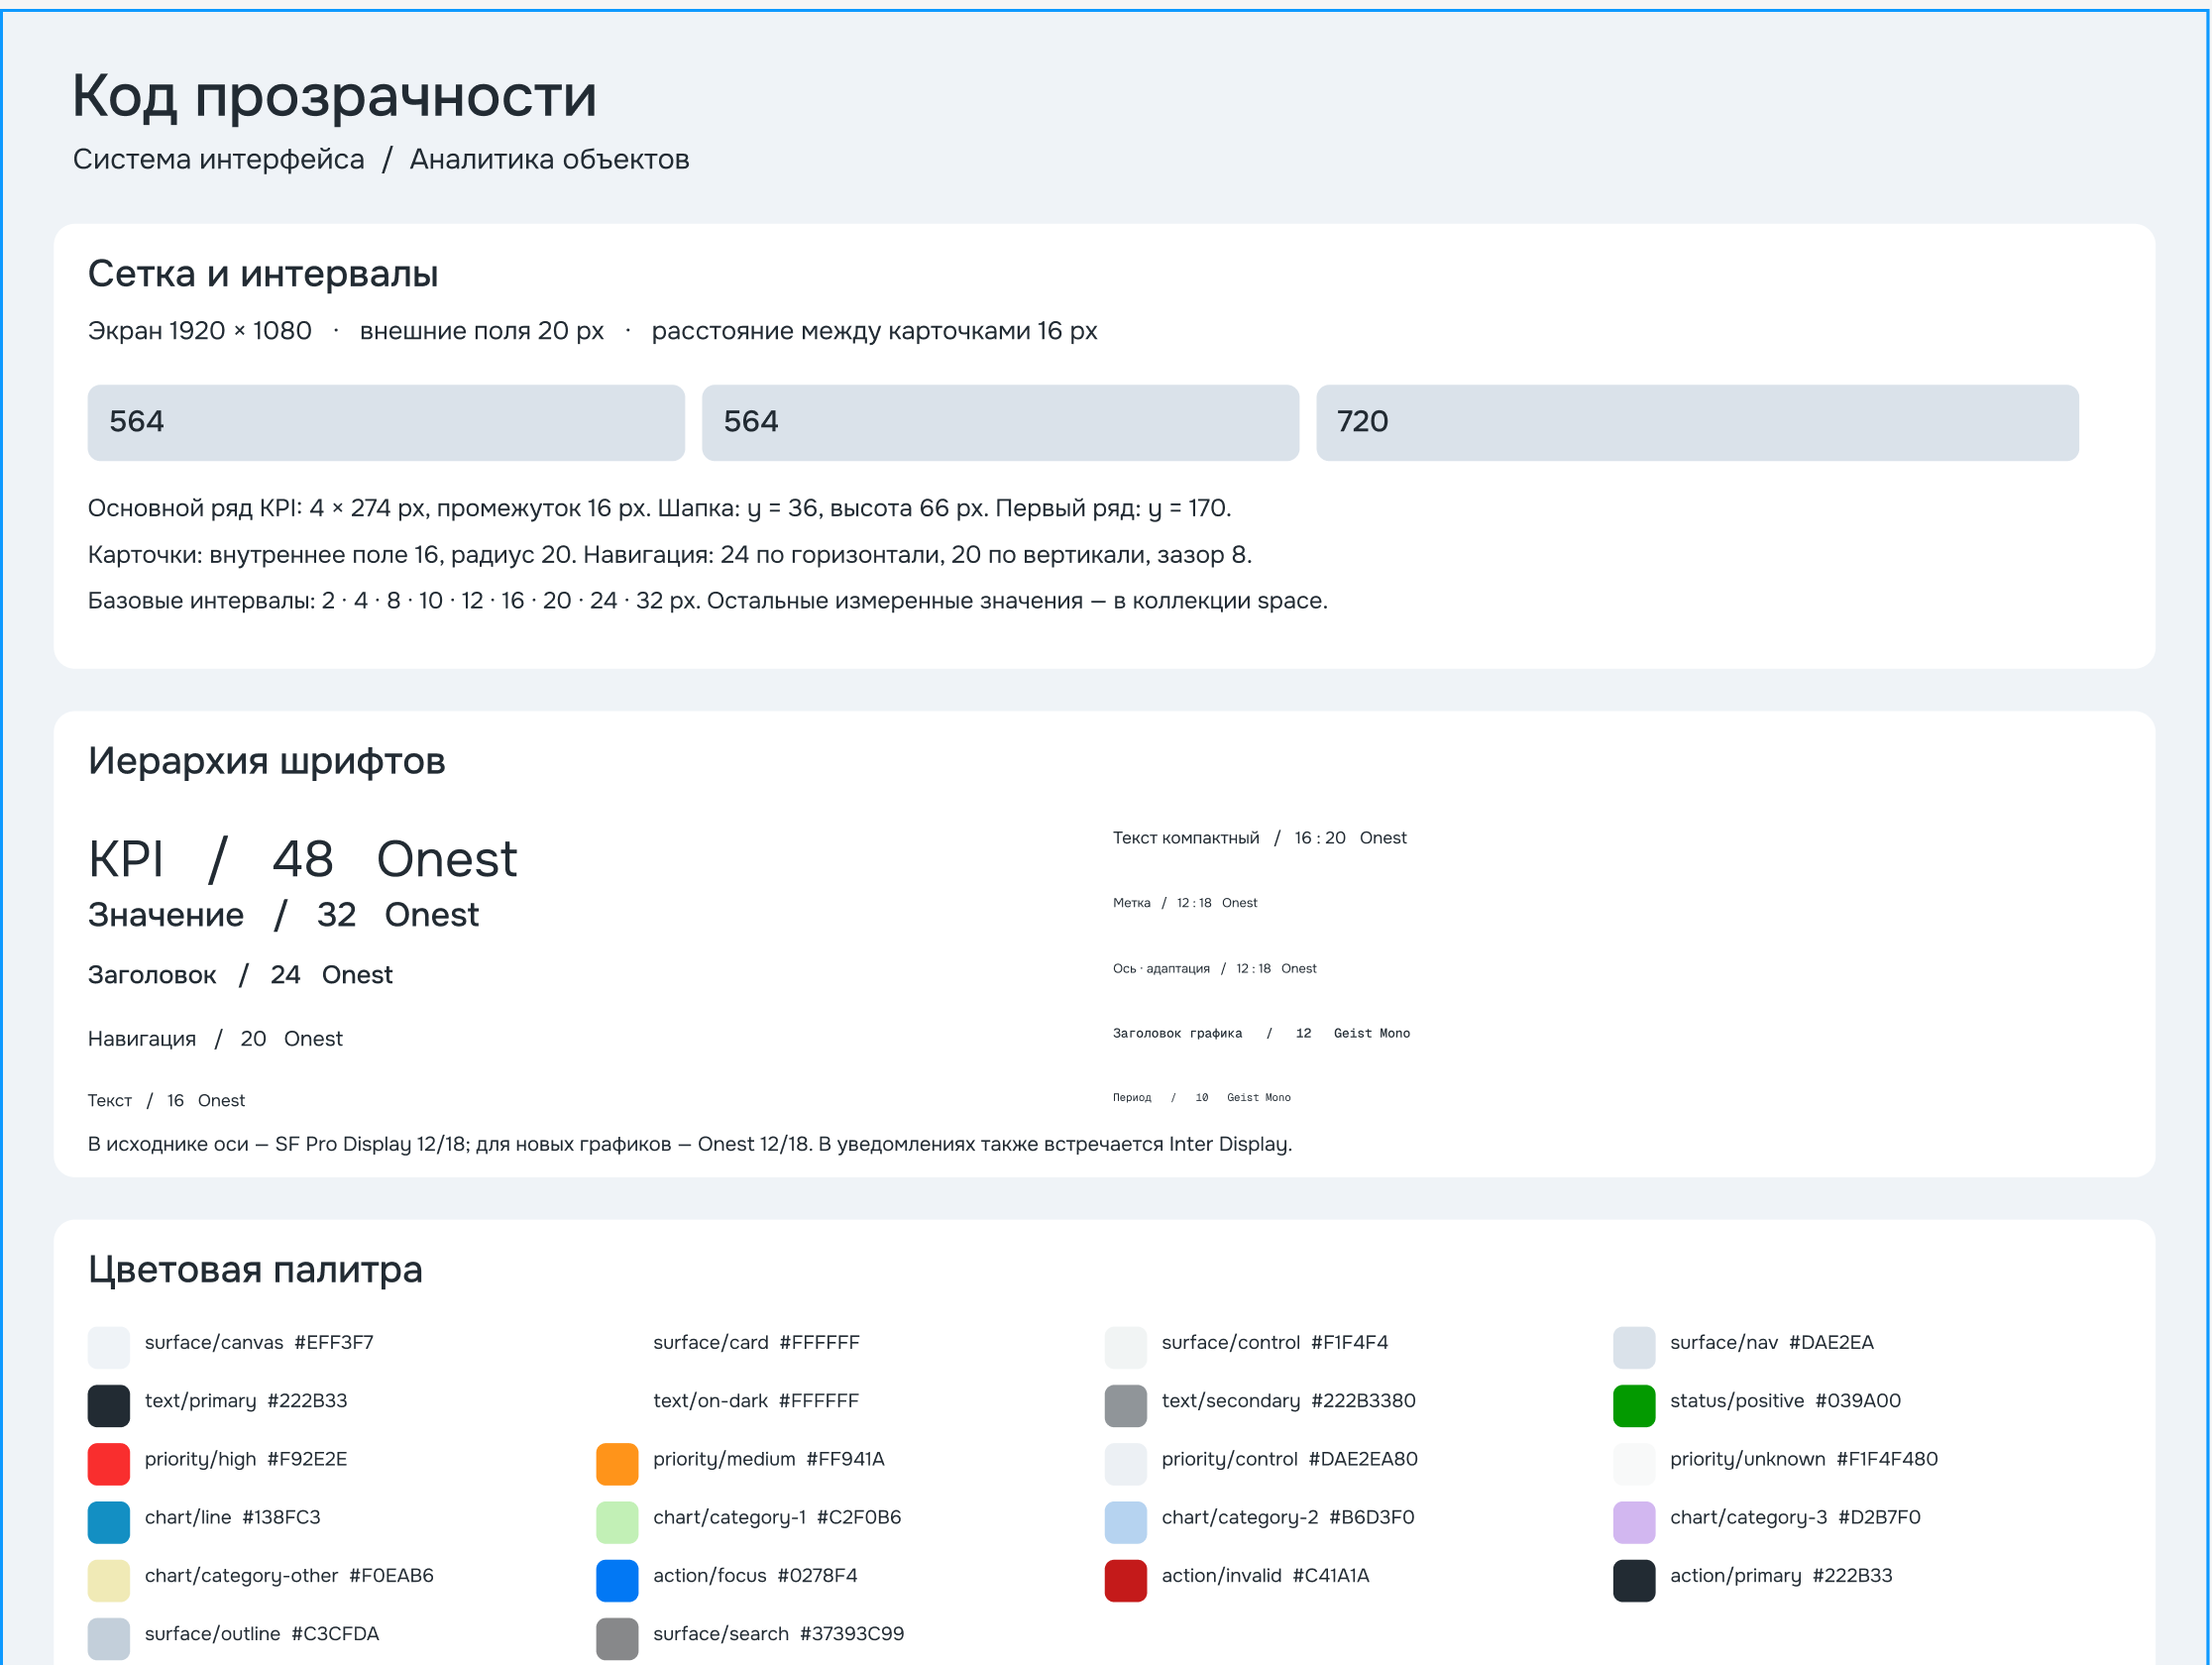 Код прозрачности
Система интерфейса / Аналитика объектов
Сетка и интервалы
Экран 1920 × 1080 · внешние поля 20 px · расстояние между карточками 16 px
564
564
720
Основной ряд KPI: 4 × 274 px, промежуток 16 px. Шапка: y = 36, высота 66 px. Первый ряд: y = 170.
Карточки: внутреннее поле 16, радиус 20. Навигация: 24 по горизонтали, 20 по вертикали, зазор 8.
Базовые интервалы: 2 · 4 · 8 · 10 · 12 · 16 · 20 · 24 · 32 px. Остальные измеренные значения — в коллекции space.
Иерархия шрифтов
KPI / 48 Onest
Значение / 32 Onest
Заголовок / 24 Onest
Навигация / 20 Onest
Текст / 16 Onest
Текст компактный / 16 : 20 Onest
Метка / 12 : 18 Onest
Ось · адаптация / 12 : 18 Onest
Заголовок графика / 12 Geist Mono
Период / 10 Geist Mono
В исходнике оси — SF Pro Display 12/18; для новых графиков — Onest 12/18. В уведомлениях также встречается Inter Display.
Цветовая палитра
surface/canvas #EFF3F7
surface/card #FFFFFF
surface/control #F1F4F4
surface/nav #DAE2EA
text/primary #222B33
text/on-dark #FFFFFF
text/secondary #222B3380
status/positive #039A00
priority/high #F92E2E
priority/medium #FF941A
priority/control #DAE2EA80
priority/unknown #F1F4F480
chart/line #138FC3
chart/category-1 #C2F0B6
chart/category-2 #B6D3F0
chart/category-3 #D2B7F0
chart/category-other #F0EAB6
action/focus #0278F4
action/invalid #C41A1A
action/primary #222B33
surface/outline #C3CFDA
surface/search #37393C99